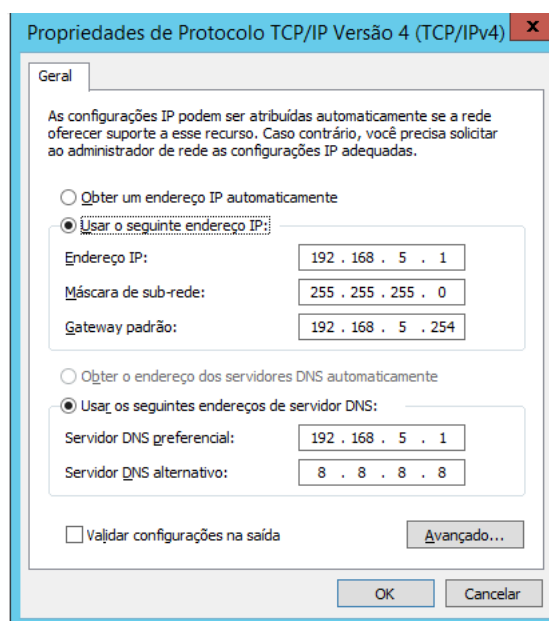 Propriedades de Protocolo TCP/IP Versão 4 (TCP/IPv4) x
Geral
As configurações IP podem ser atribuídas automaticamente se a rede
oferecer suporte a esse recurso. Caso contrário, você precisa solicitar
ao administrador de rede as configurações IP adequadas.
Obter um endereço IP automaticamente
Usar o seguinte endereço IP:
Endereço IP: 192 . 168 . 5 . 1
Máscara de sub-rede: 255 . 255 . 255 . 0
Gateway padrão: 192 . 168 . 5 . 254
Obter o endereço dos servidores DNS automaticamente
Usar os seguintes endereços de servidor DNS:
Servidor DNS preferencial: 192 . 168 . 5 . 1
Servidor DNS alternativo: 8 . 8 . 8 . 8
Validar configurações na saída Avançado...
OK Cancelar